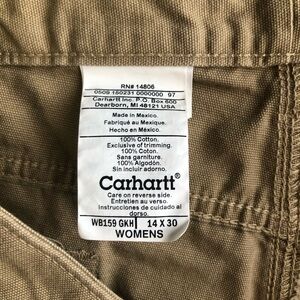 RN# 14806
0509 150231 0000000 97
Carhartt Inc. P.O. Box 600
Dearborn, MI 48121 USA
Made in Mexico.
Fabriqué au Mexique.
Hecho en México.
100% Cotton.
Exclusive of trimming.
100% Coton.
Sans garniture.
100% Algodón.
Sin incluir adorno.
Carhartt®
Care on reverse side.
Entretien au verso.
Instrucciones de cuidado al
dorso.
WB159 GKH 14 X 30
WOMENS